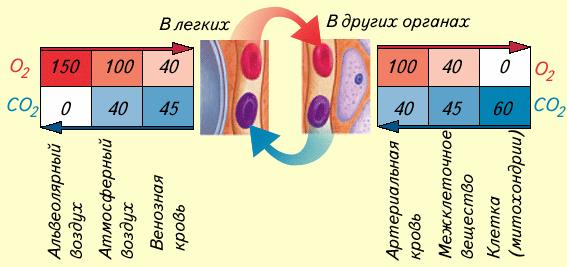 В легких
В других органах
O2 150 100 40
CO2 0 40 45
100 40 0 O2
40 45 60 CO2
Альвеолярный
воздух
Атмосферный
воздух
Венозная
кровь
Артериальная
кровь
Межклеточное
вещество
Клетка
(митохондрии)